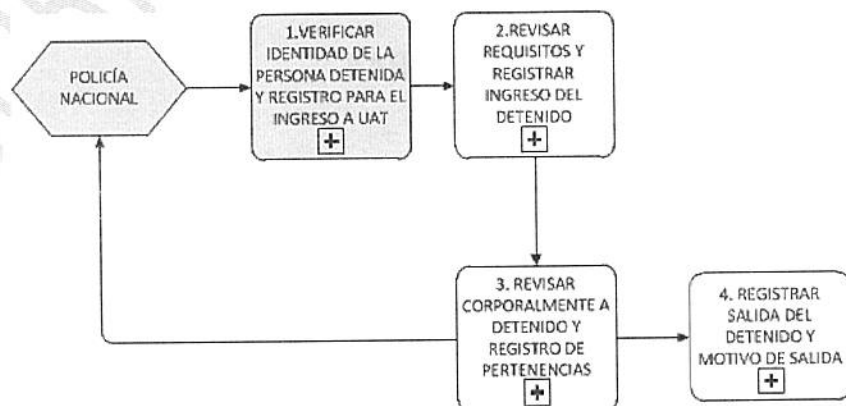 POLICÍA
NACIONAL
1.VERIFICAR
IDENTIDAD DE LA
PERSONA DETENIDA
Y REGISTRO PARA EL
INGRESO A UAT
2.REVISAR
REQUISITOS Y
REGISTRAR
INGRESO DEL
DETENIDO
3. REVISAR
CORPORALMENTE A
DETENIDO Y
REGISTRO DE
PERTENENCIAS
4. REGISTRAR
SALIDA DEL
DETENIDO Y
MOTIVO DE SALIDA